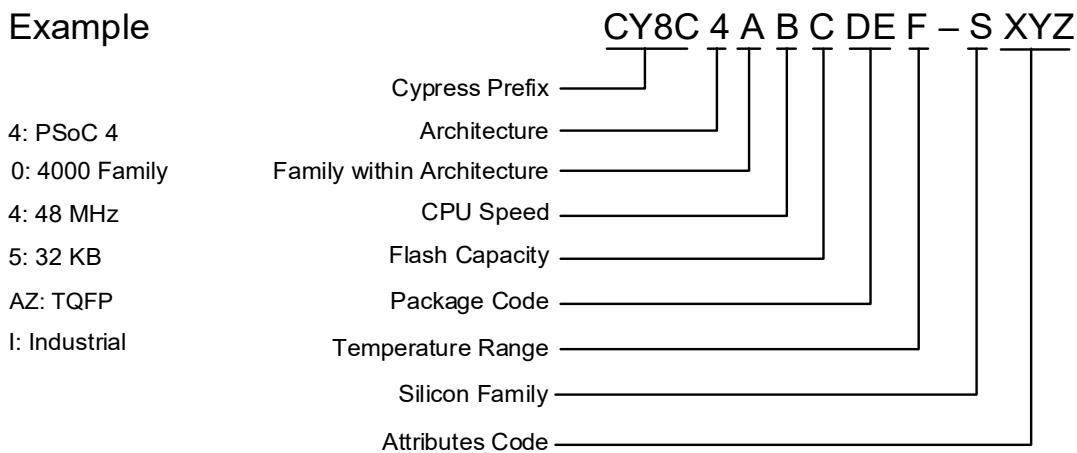 Example CY8C 4 A B C DE F – S XYZ
Cypress Prefix
4: PSoC 4 Architecture
0: 4000 Family Family within Architecture
4: 48 MHz CPU Speed
5: 32 KB Flash Capacity
AZ: TQFP Package Code
I: Industrial Temperature Range
Silicon Family
Attributes Code